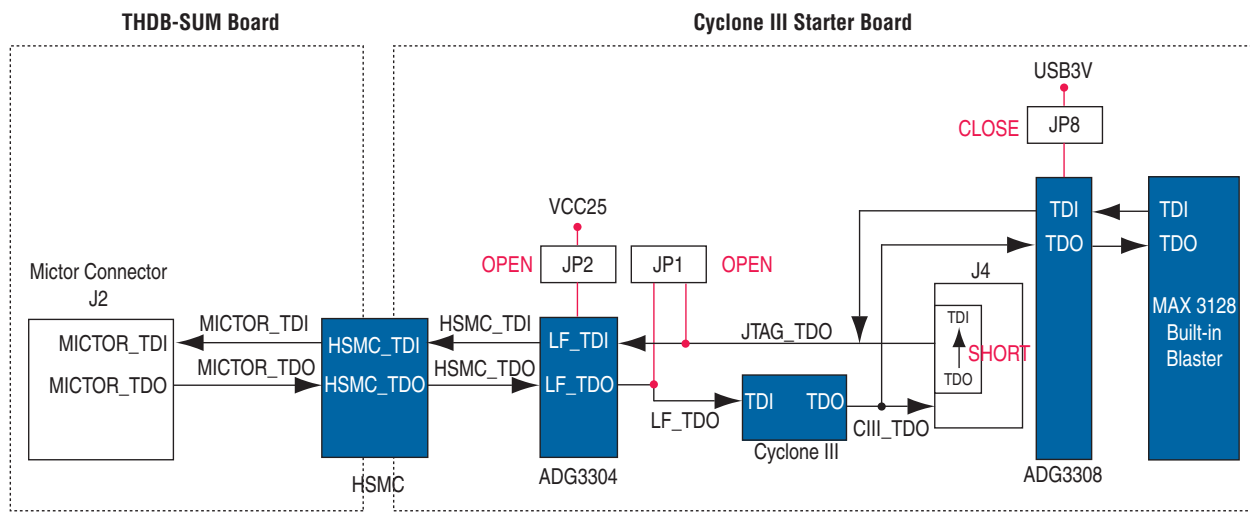 THDB-SUM Board
Cyclone III Starter Board
USB3V
CLOSE
JP8
VCC25
OPEN
JP2
JP1
OPEN
TDI
TDO
TDI
TDO
MAX 3128
Built-in
Blaster
Mictor Connector
J2
MICTOR_TDI
MICTOR_TDO
MICTOR_TDI
MICTOR_TDO
HSMC_TDI
HSMC_TDO
HSMC_TDI
HSMC_TDO
LF_TDI
LF_TDO
JTAG_TDO
J4
TDI
SHORT
TDO
LF_TDO
TDI
TDO
CIII_TDO
Cyclone III
HSMC
ADG3304
ADG3308